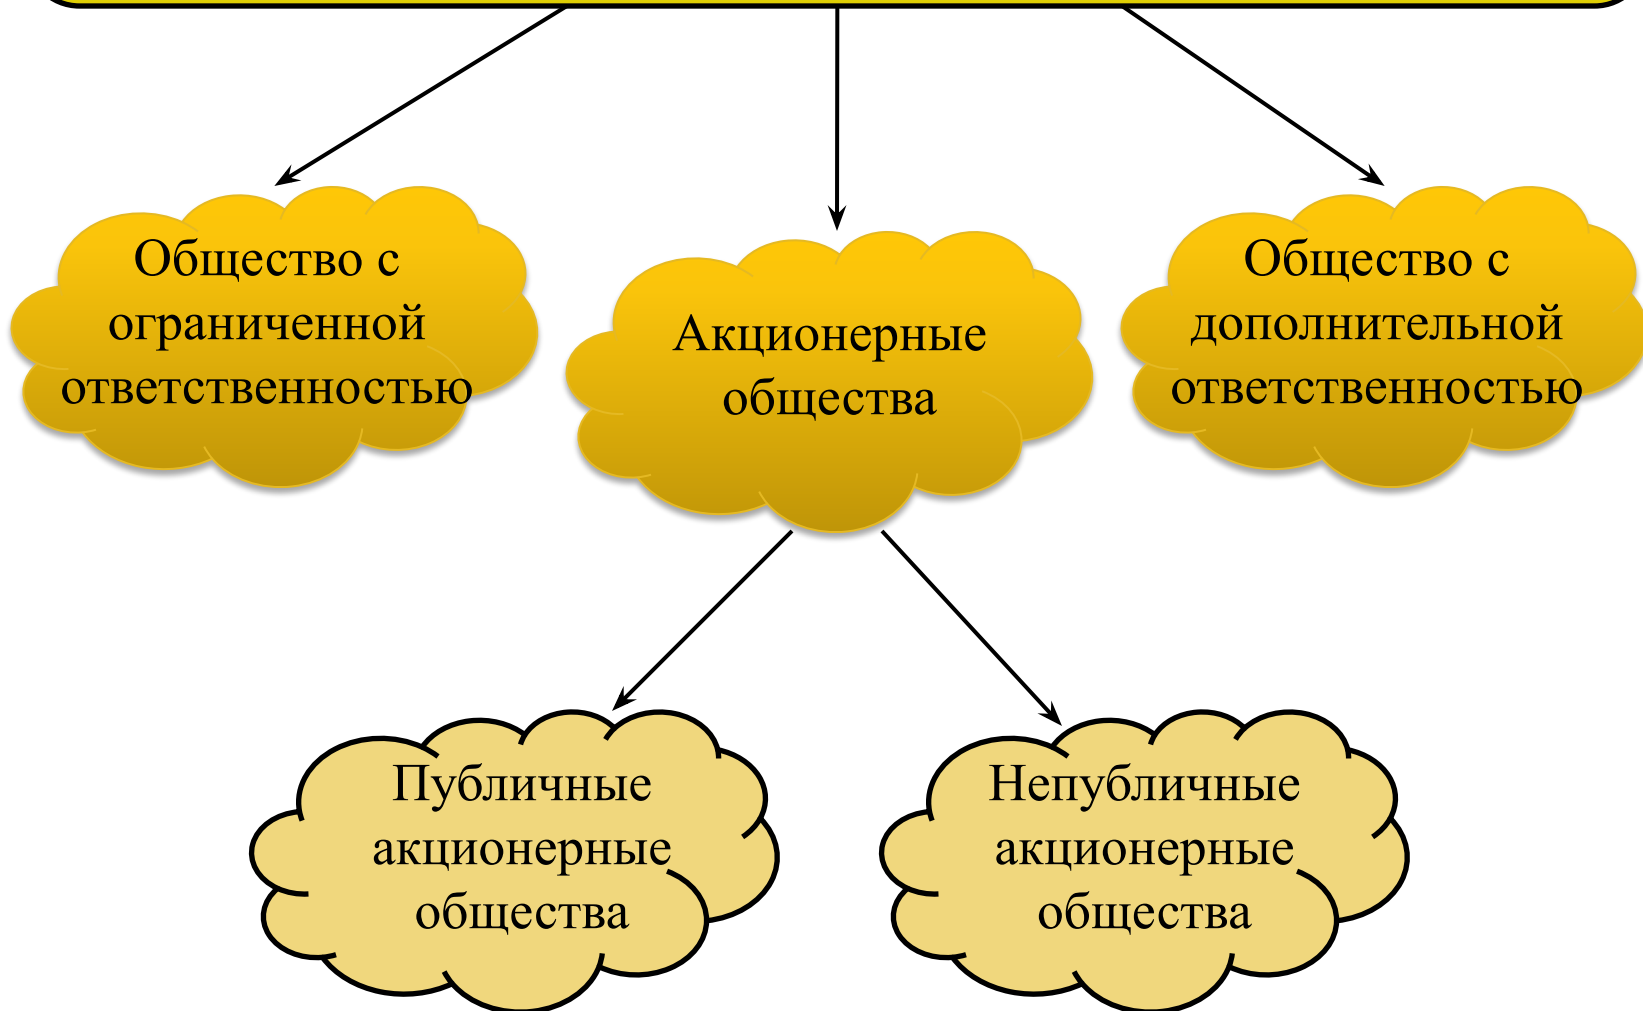 Общество с
ограниченной
ответственностью
Акционерные
общества
Общество с
дополнительной
ответственностью
Публичные
акционерные
общества
Непубличные
акционерные
общества